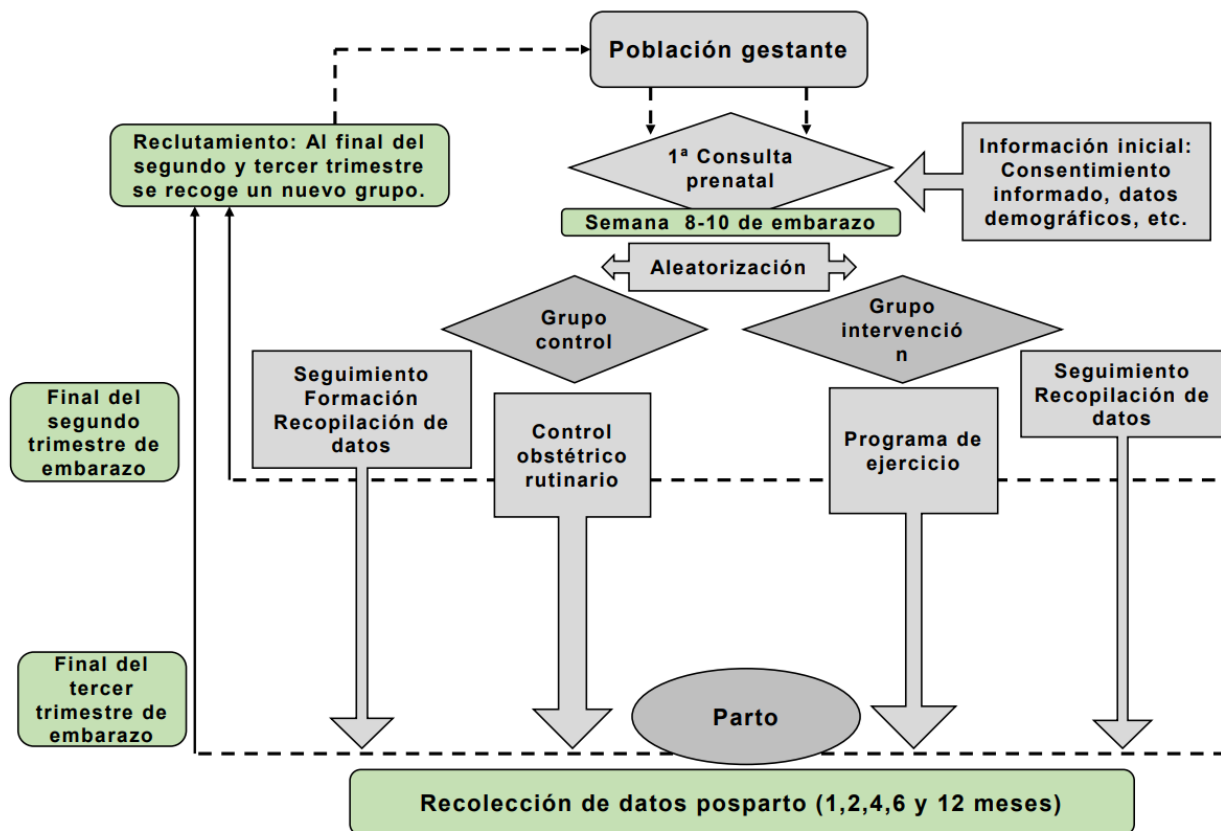 Población gestante
Reclutamiento: Al final del
segundo y tercer trimestre
se recoge un nuevo grupo.
1ª Consulta
prenatal
Información inicial:
Consentimiento
informado, datos
demográficos, etc.
Semana 8-10 de embarazo
Aleatorización
Grupo
control
Grupo
intervenció
n
Final del
segundo
trimestre de
embarazo
Seguimiento
Formación
Recopilación de
datos
Control
obstétrico
rutinario
Programa de
ejercicio
Seguimiento
Recopilación de
datos
Final del
tercer
trimestre de
embarazo
Parto
Recolección de datos posparto (1,2,4,6 y 12 meses)